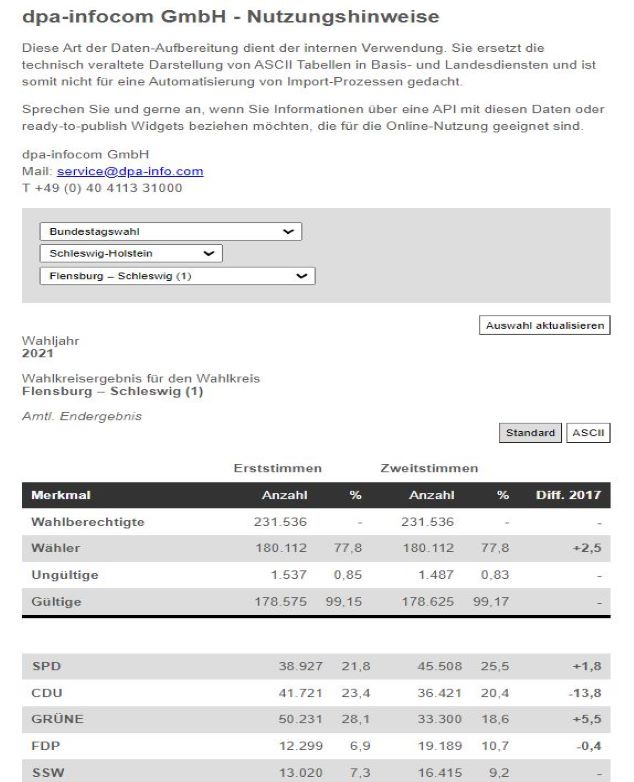 dpa-infocom GmbH - Nutzungshinweise
Diese Art der Daten-Aufbereitung dient der internen Verwendung. Sie ersetzt die
technisch veraltete Darstellung von ASCII Tabellen in Basis- und Landesdiensten und ist
somit nicht für eine Automatisierung von Import-Prozessen gedacht.
Sprechen Sie und gerne an, wenn Sie Informationen über eine API mit diesen Daten oder
ready-to-publish Widgets beziehen möchten, die für die Online-Nutzung geeignet sind.
dpa-infocom GmbH
Mail: service@dpa-info.com
T +49 (0) 40 4113 31000
Bundestagswahl
Schleswig-Holstein
Flensburg – Schleswig (1)
Auswahl aktualisieren
Wahljahr
2021
Wahlkreisergebnis für den Wahlkreis
Flensburg – Schleswig (1)
Amtl. Endergebnis
Standard ASCII
Erststimmen Zweitstimmen
Merkmal Anzahl % Anzahl % Diff. 2017
Wahlberechtigte 231.536 - 231.536 - -
Wähler 180.112 77,8 180.112 77,8 +2,5
Ungültige 1.537 0,85 1.487 0,83 -
Gültige 178.575 99,15 178.625 99,17 -
SPD 38.927 21,8 45.508 25,5 +1,8
CDU 41.721 23,4 36.421 20,4 -13,8
GRÜNE 50.231 28,1 33.300 18,6 +5,5
FDP 12.299 6,9 19.189 10,7 -0,4
SSW 13.020 7,3 16.415 9,2 -